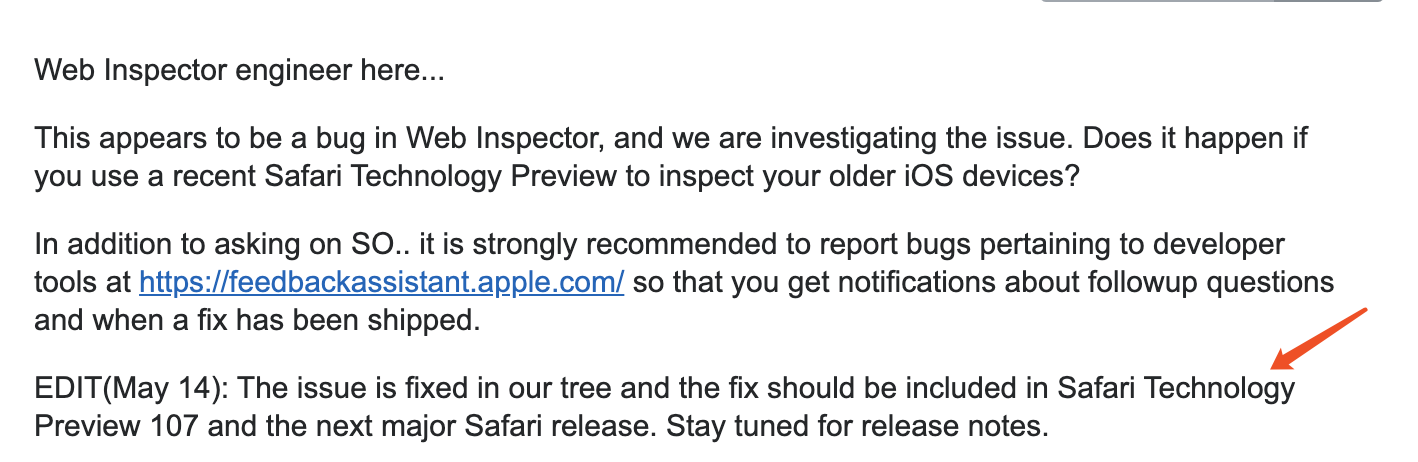 Web Inspector engineer here...
This appears to be a bug in Web Inspector, and we are investigating the issue. Does it happen if
you use a recent Safari Technology Preview to inspect your older iOS devices?
In addition to asking on SO.. it is strongly recommended to report bugs pertaining to developer
tools at https://feedbackassistant.apple.com/ so that you get notifications about followup questions
and when a fix has been shipped.
EDIT(May 14): The issue is fixed in our tree and the fix should be included in Safari Technology
Preview 107 and the next major Safari release. Stay tuned for release notes.